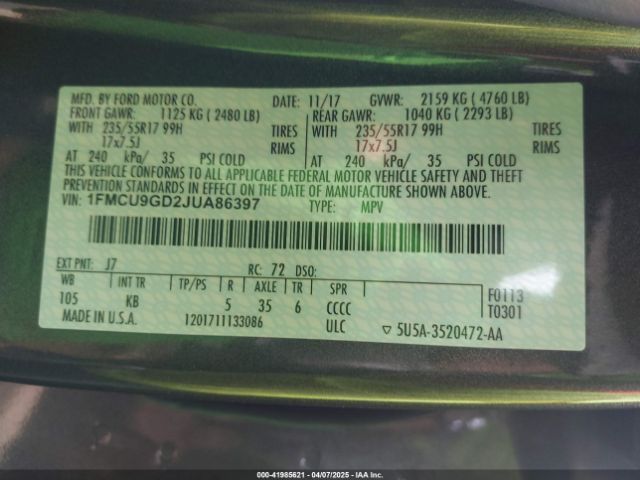 MFD. BY FORD MOTOR CO. DATE: 11/17 GVWR: 2159 KG ( 4760 LB)
FRONT GAWR: 1125 KG ( 2480 LB) REAR GAWR: 1040 KG ( 2293 LB)
WITH 235/55R17 99H TIRES WITH 235/55R17 99H TIRES
17x7.5J RIMS 17x7.5J RIMS
AT 240 kPa/ 35 PSI COLD AT 240 kPa/ 35 PSI COLD
THIS VEHICLE CONFORMS TO ALL APPLICABLE FEDERAL MOTOR VEHICLE SAFETY AND THEFT
PREVENTION STANDARDS IN EFFECT ON THE DATE OF MANUFACTURE SHOWN ABOVE.
VIN: 1FMCU9GD2JUA86397 TYPE: MPV
EXT PNT: J7 RC: 72 DSO:
WB INT TR TP/PS R AXLE TR SPR F0113
105 KB 5 35 6 CCCC T0301
MADE IN U.S.A. 1201711133086 ULC ▽ 5U5A-3520472-AA
000-41985621 - 04/07/2025 - IAA Inc.